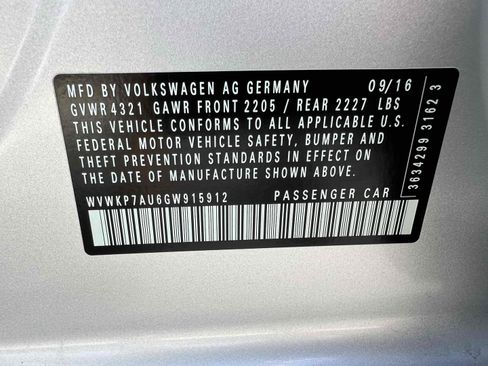 MFD BY VOLKSWAGEN AG GERMANY 09/16
GVWR 4321 GAWR FRONT 2205 / REAR 2227 LBS
THIS VEHICLE CONFORMS TO ALL APPLICABLE U.S.
FEDERAL MOTOR VEHICLE SAFETY, BUMPER AND
THEFT PREVENTION STANDARDS IN EFFECT ON
THE DATE OF MANUFACTURE SHOWN ABOVE.
WVWKP7AU6GW915912 PASSENGER CAR
3634299 3162 3